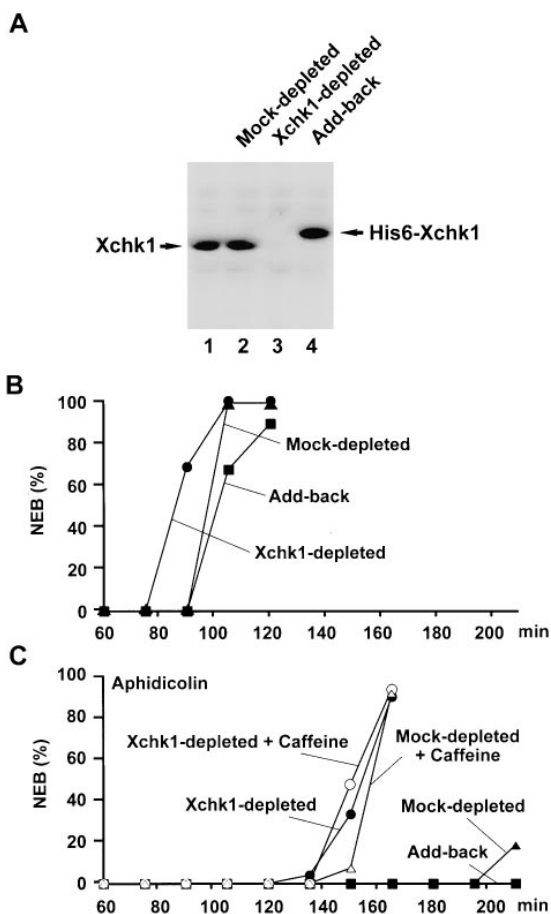 A
Mock-depleted
Xchk1-depleted
Add-back
Xchk1
His6-Xchk1
1 2 3 4
B
NEB (%)
100
80
60
40
20
0
Mock-depleted
Add-back
Xchk1-depleted
60 80 100 120 140 160 180 200 min
C
Aphidicolin
NEB (%)
100
80
60
40
20
0
Xchk1-depleted + Caffeine
Mock-depleted
+ Caffeine
Xchk1-depleted
Mock-depleted
Add-back
60 80 100 120 140 160 180 200 min